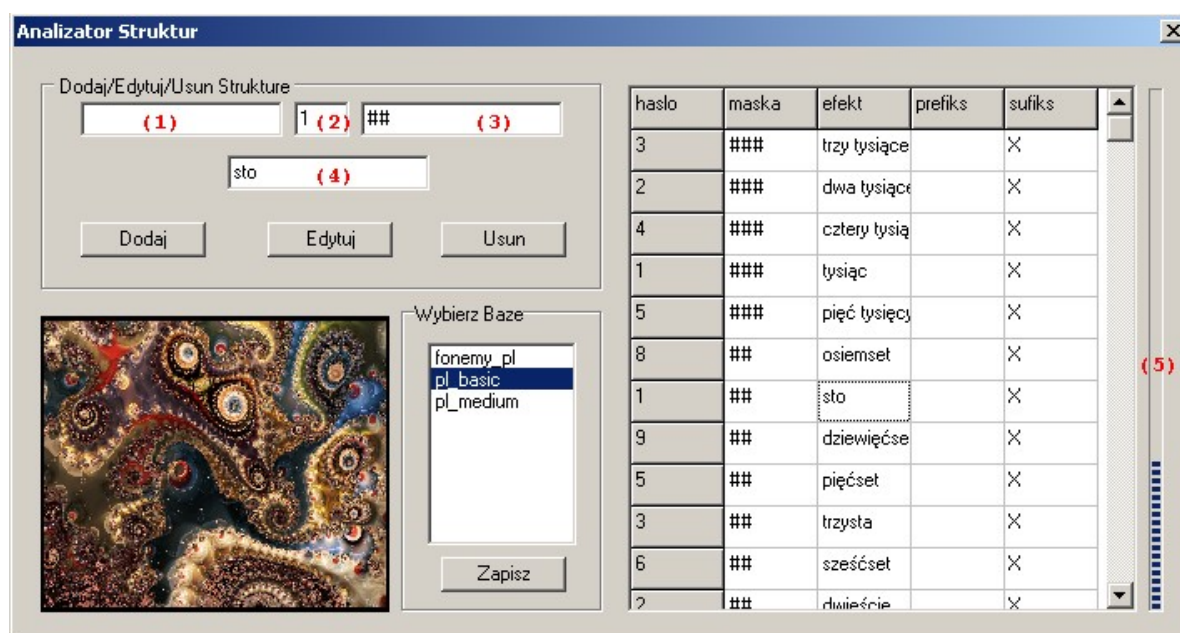 Analizator Struktur
Dodaj/Edytuj/Usun Strukture
(1) 1 (2) ## (3)
sto (4)
Dodaj Edytuj Usun
Wybierz Baze
fonemy_pl
pl_basic
pl_medium
Zapisz
haslo maska efekt prefiks sufiks
3 ### trzy tysiące X
2 ### dwa tysiące X
4 ### cztery tysią X
1 ### tysiąc X
5 ### pięć tysięcy X
8 ## osiemset X
1 ## sto X
9 ## dziewięćse X
5 ## pięćset X
3 ## trzysta X
6 ## sześćset X
2 ## dwieście X
(5)